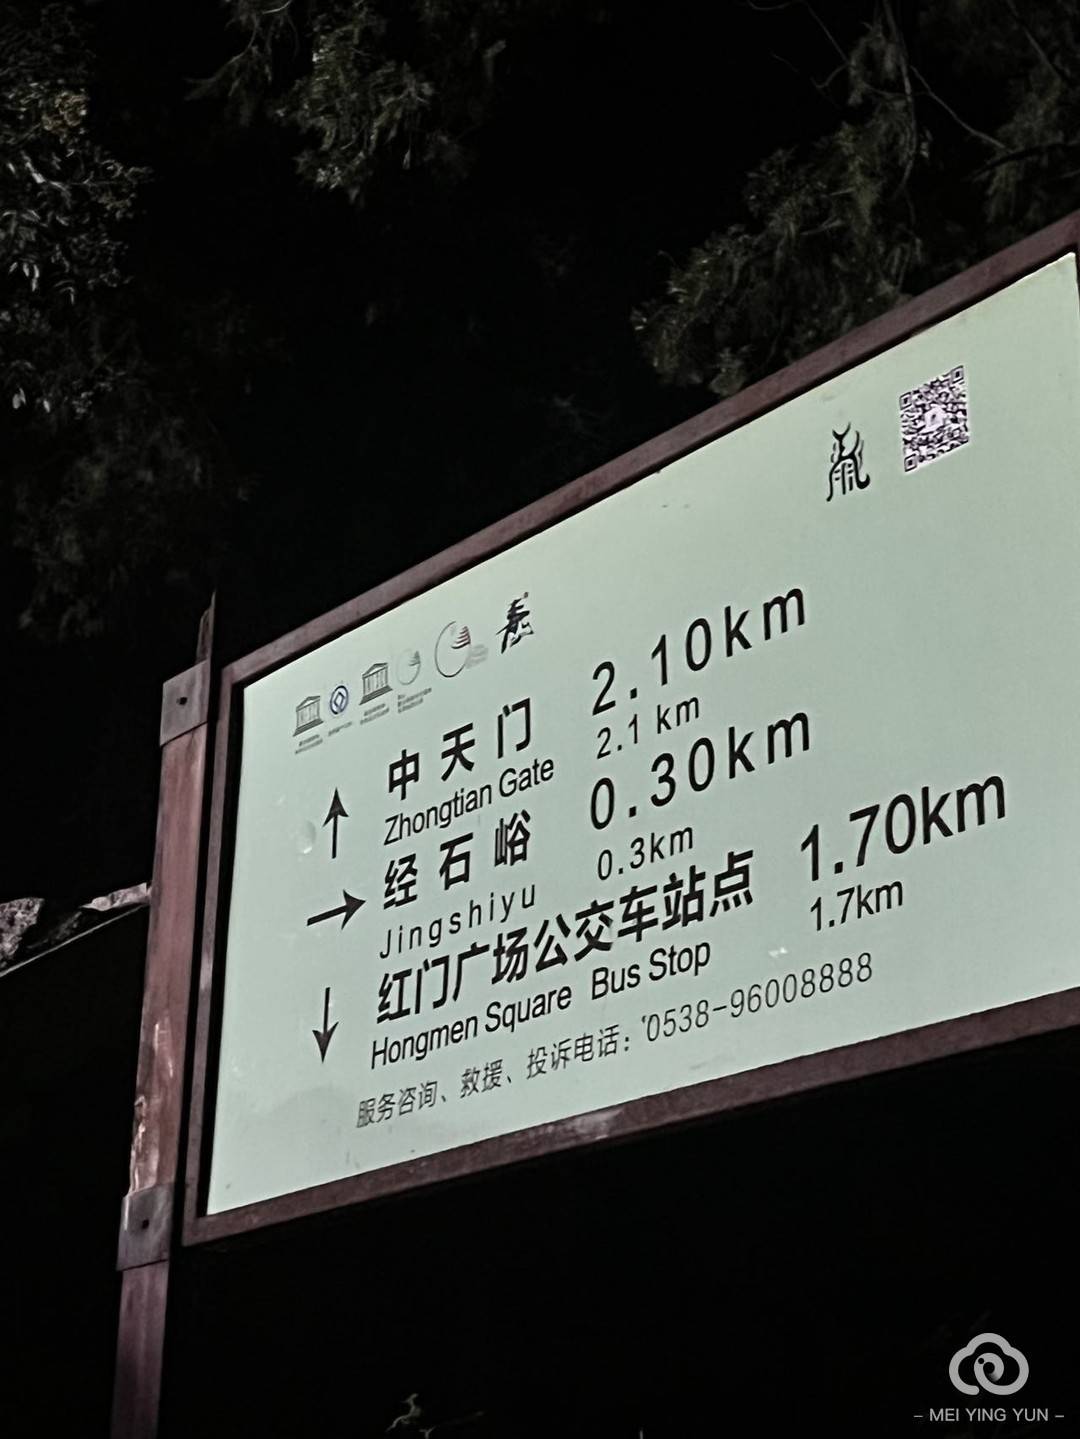 泰
中天门 2.10km
Zhongtian Gate 2.1 km
经石峪 0.30km
Jingshiyu 0.3km
红门广场公交车站点 1.70km
Hongmen Square Bus Stop 1.7km
服务咨询、救援、投诉电话：0538-96008888
- MEI YING YUN -